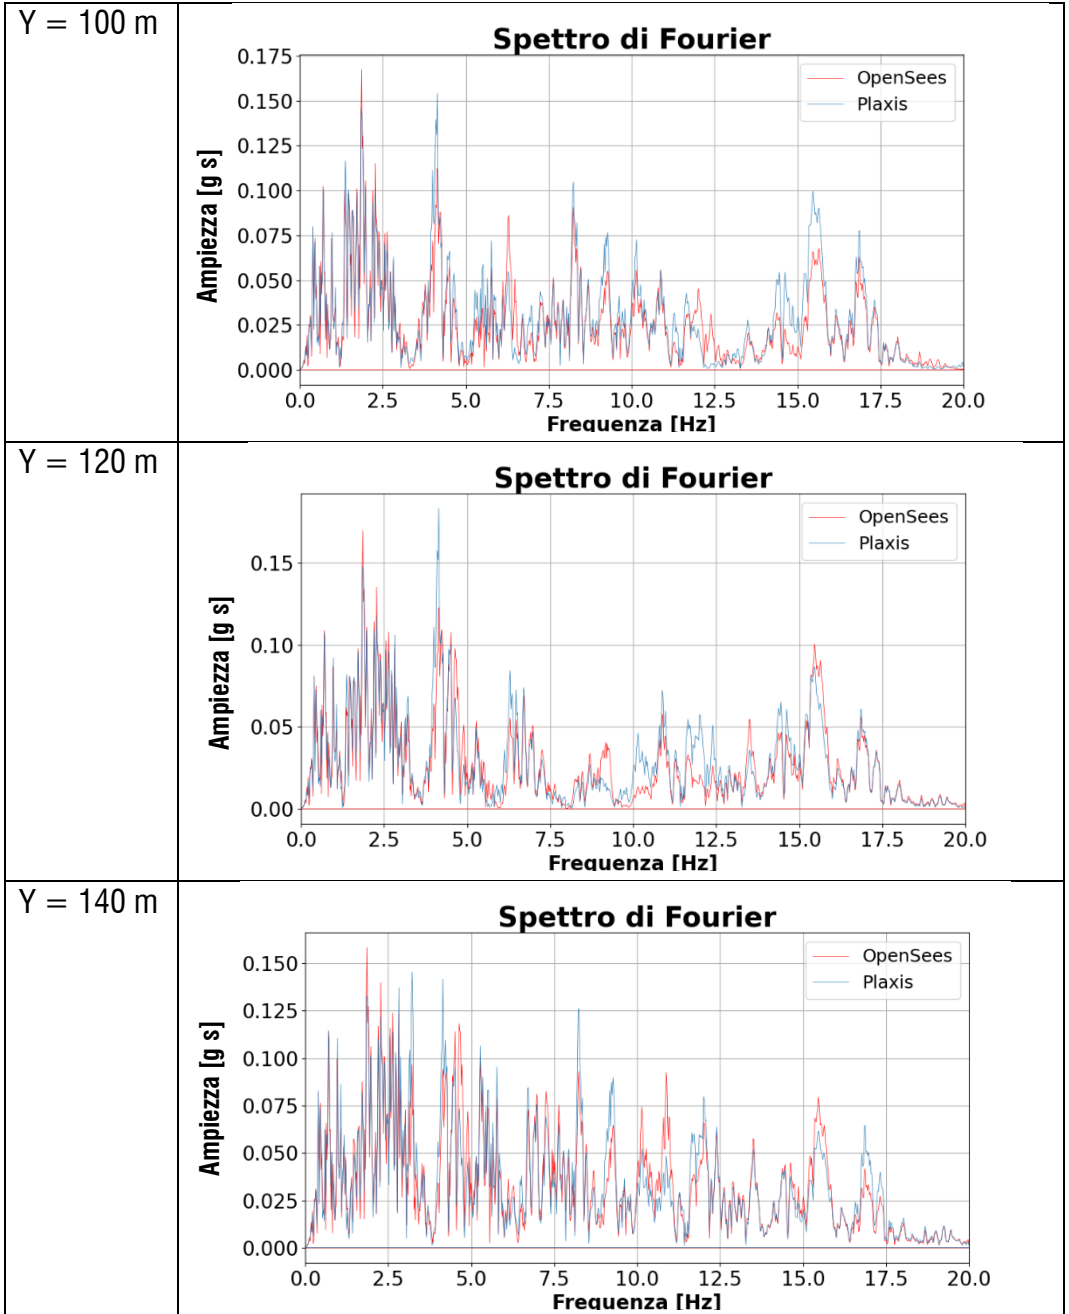 Y = 100 m
Spettro di Fourier
OpenSees
Plaxis
Ampiezza [g s]
0.175
0.150
0.125
0.100
0.075
0.050
0.025
0.000
0.0 2.5 5.0 7.5 10.0 12.5 15.0 17.5 20.0
Frequenza [Hz]
Y = 120 m
Spettro di Fourier
OpenSees
Plaxis
Ampiezza [g s]
0.15
0.10
0.05
0.00
0.0 2.5 5.0 7.5 10.0 12.5 15.0 17.5 20.0
Frequenza [Hz]
Y = 140 m
Spettro di Fourier
OpenSees
Plaxis
Ampiezza [g s]
0.150
0.125
0.100
0.075
0.050
0.025
0.000
0.0 2.5 5.0 7.5 10.0 12.5 15.0 17.5 20.0
Frequenza [Hz]